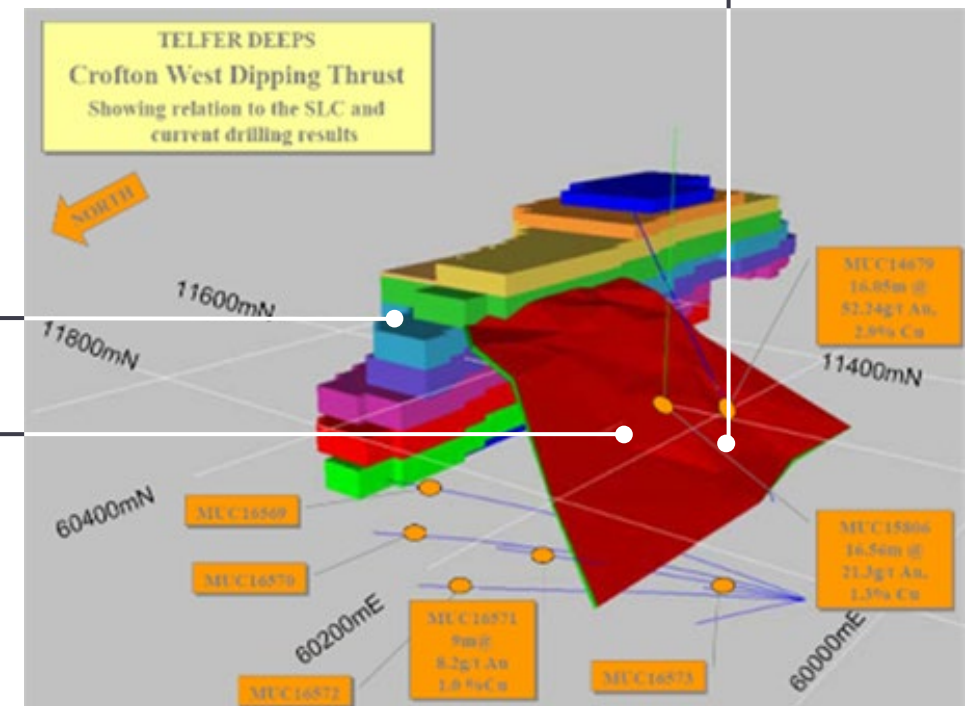 TELFER DEEPS
Crofton West Dipping Thrust
Showing relation to the SLC and
current drilling results
NORTH
11600mN
11800mN
MUC14679
16.05m @
52.24g/t Au,
2.9% Cu
11400mN
60400mN
MUC16569
MUC16570
MUC15806
16.56m @
21.3g/t Au,
1.3% Cu
60200mE
MUC16571
9m@
8.2g/t Au
1.0 %Cu
60000mE
MUC16573
MUC16572